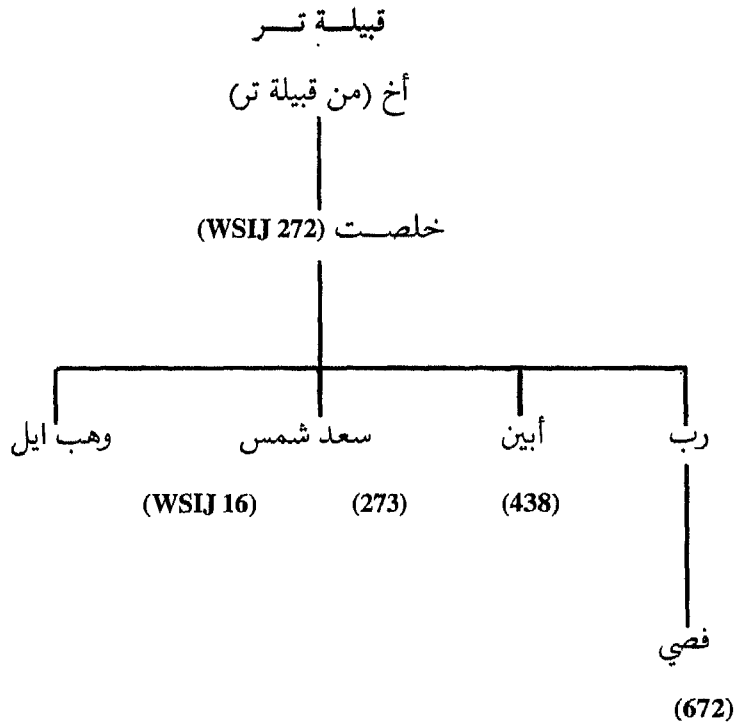 قبيلة تر
أخ (من قبيلة تر)
خلصت (WSIJ 272)
رب أبين سعد شمس وهب ايل
(438) (273) (WSIJ 16)
فصي
(672)